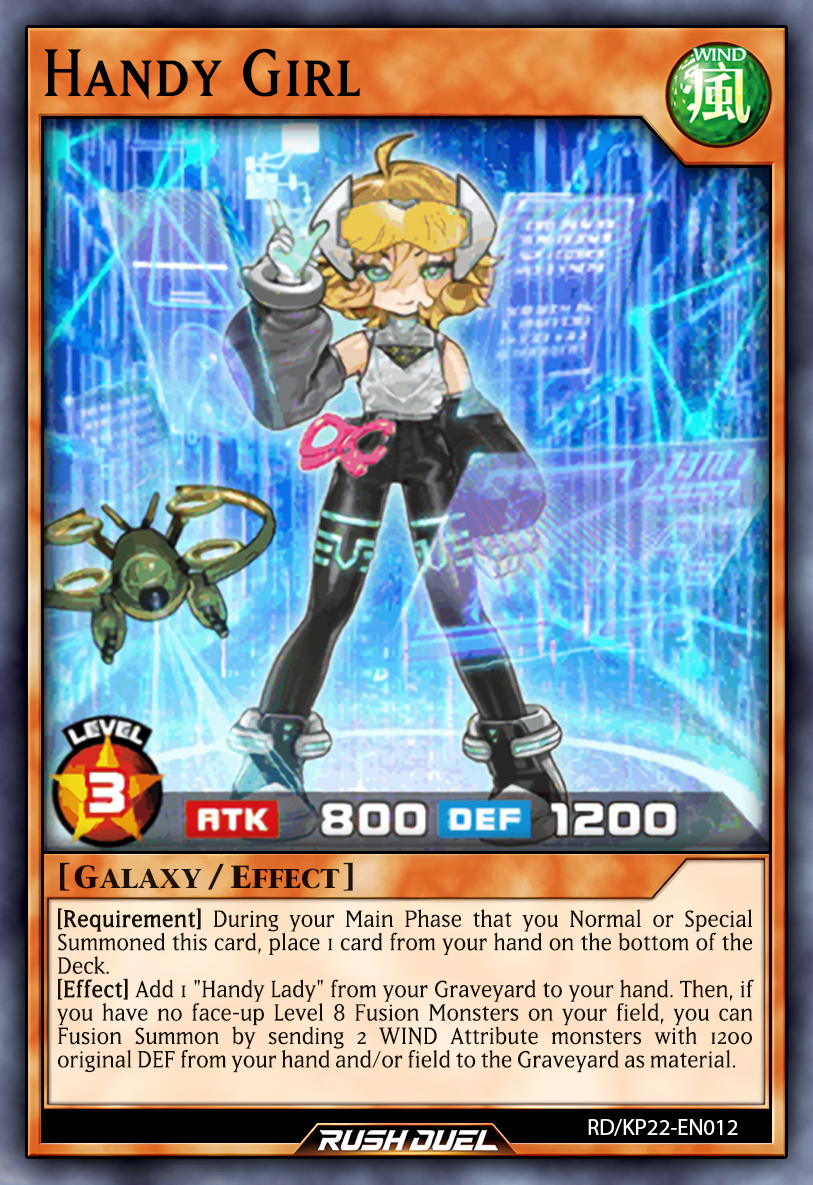 Handy Girl
WIND
風
LEVEL
3
ATK 800 DEF 1200
[Galaxy / Effect]
[Requirement] During your Main Phase that you Normal or Special
Summoned this card, place 1 card from your hand on the bottom of the
Deck.
[Effect] Add 1 "Handy Lady" from your Graveyard to your hand. Then, if
you have no face-up Level 8 Fusion Monsters on your field, you can
Fusion Summon by sending 2 WIND Attribute monsters with 1200
original DEF from your hand and/or field to the Graveyard as material.
RUSH DUEL
RD/KP22-EN012